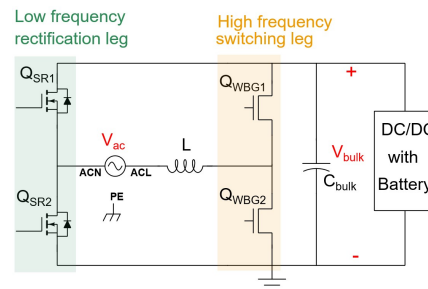 Low frequency
rectification leg
High frequency
switching leg
QSR1
QWBG1
+
Vac
L
DC/DC
with
Battery
Vbulk
Cbulk
ACN
ACL
PE
QSR2
QWBG2
-